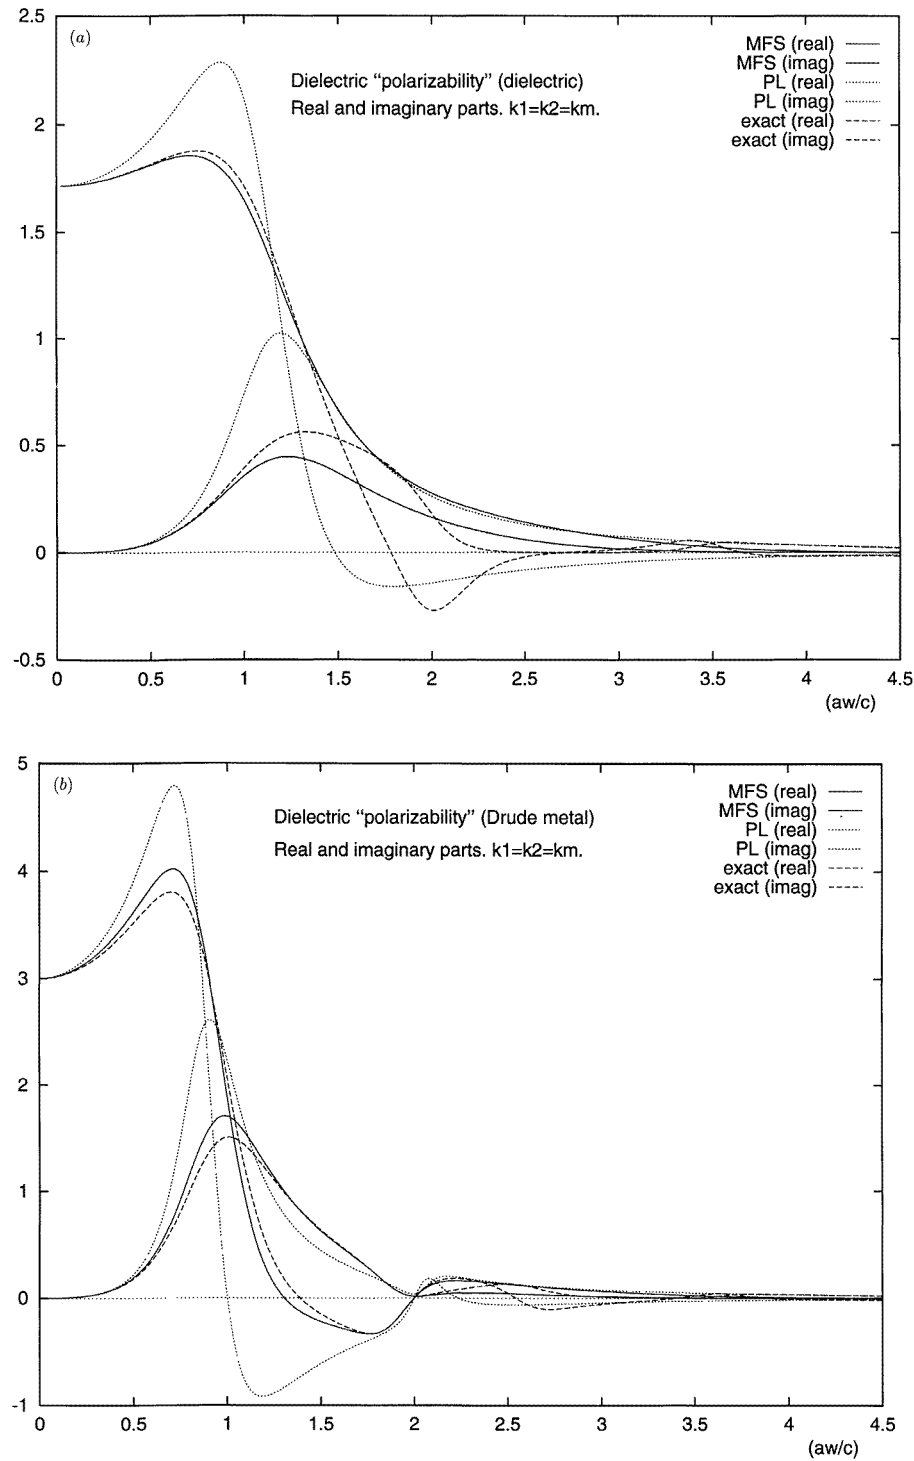 2.5
(a)
MFS (real)
MFS (imag)
Dielectric “polarizability” (dielectric)
PL (real)
PL (imag)
Real and imaginary parts. k1=k2=km.
exact (real)
exact (imag)
2
1.5
1
0.5
0
-0.5
0 0.5 1 1.5 2 2.5 3 3.5 4 4.5
(aw/c)
5
(b)
MFS (real)
MFS (imag)
Dielectric “polarizability” (Drude metal)
PL (real)
PL (imag)
Real and imaginary parts. k1=k2=km.
exact (real)
exact (imag)
4
3
2
1
0
-1
0 0.5 1 1.5 2 2.5 3 3.5 4 4.5
(aw/c)